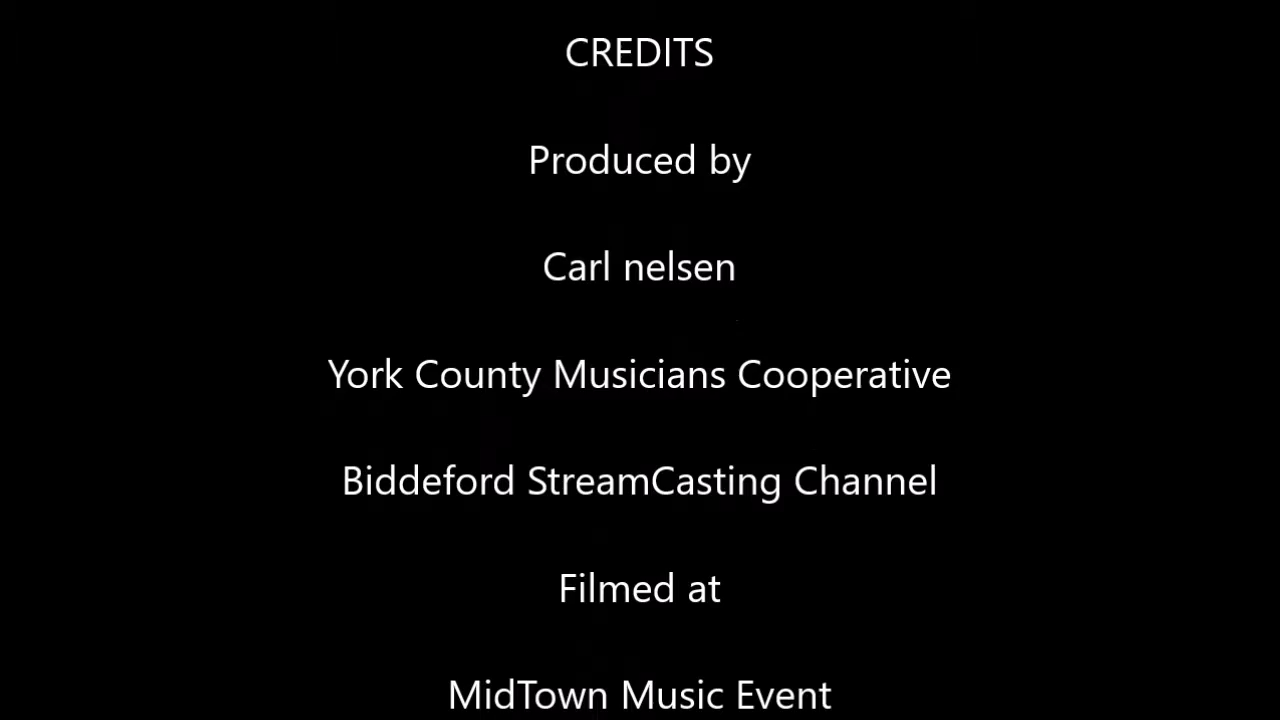 CREDITS
Produced by
Carl nelsen
York County Musicians Cooperative
Biddeford StreamCasting Channel
Filmed at
MidTown Music Event